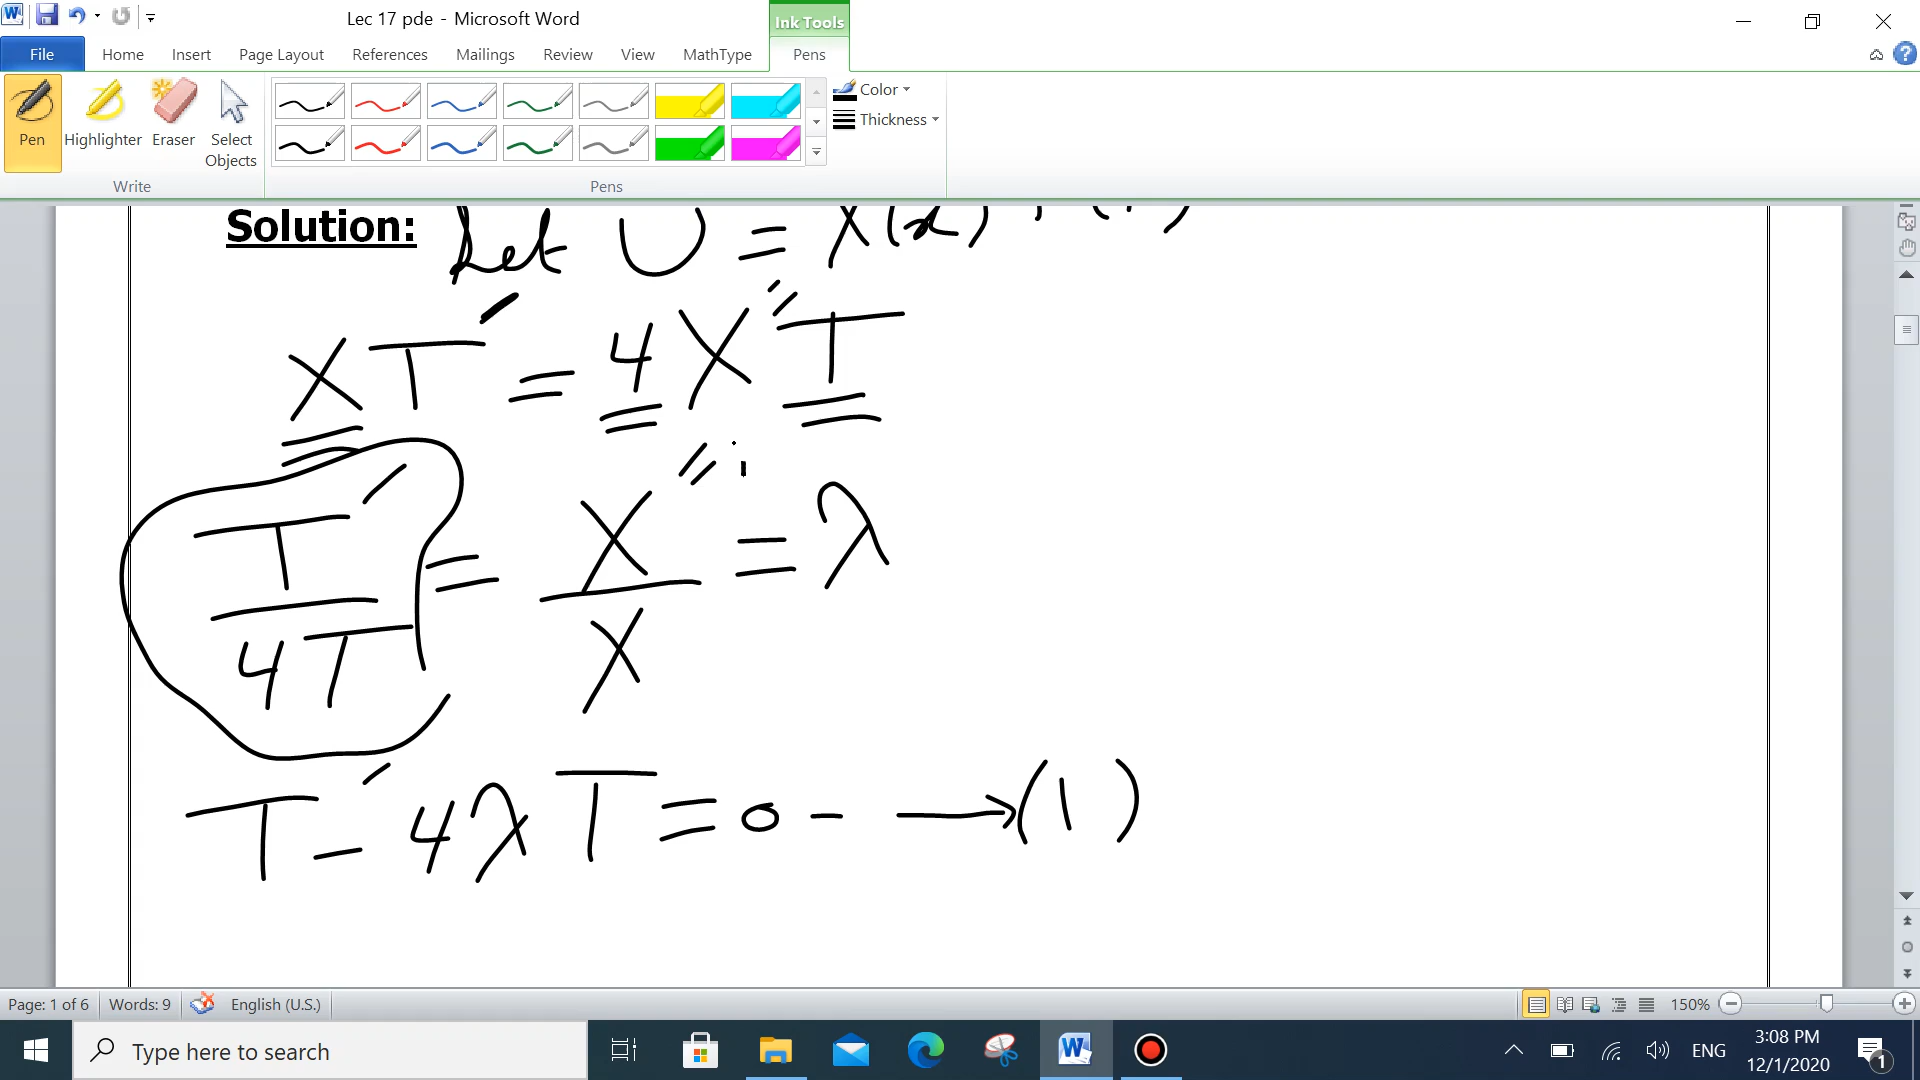 Lec 17 pde - Microsoft Word
Ink Tools
File Home Insert Page Layout References Mailings Review View MathType Pens
Pen Highlighter Eraser Select Objects
Color
Thickness
Write
Pens
Solution: Let U = X(x)
XT' = 4X''T
T'/4T = X''/X = λ
T' - 4λT = 0 - → (1)
Page: 1 of 6 Words: 9 English (U.S.) 150%
Type here to search
ENG
3:08 PM
12/1/2020
1